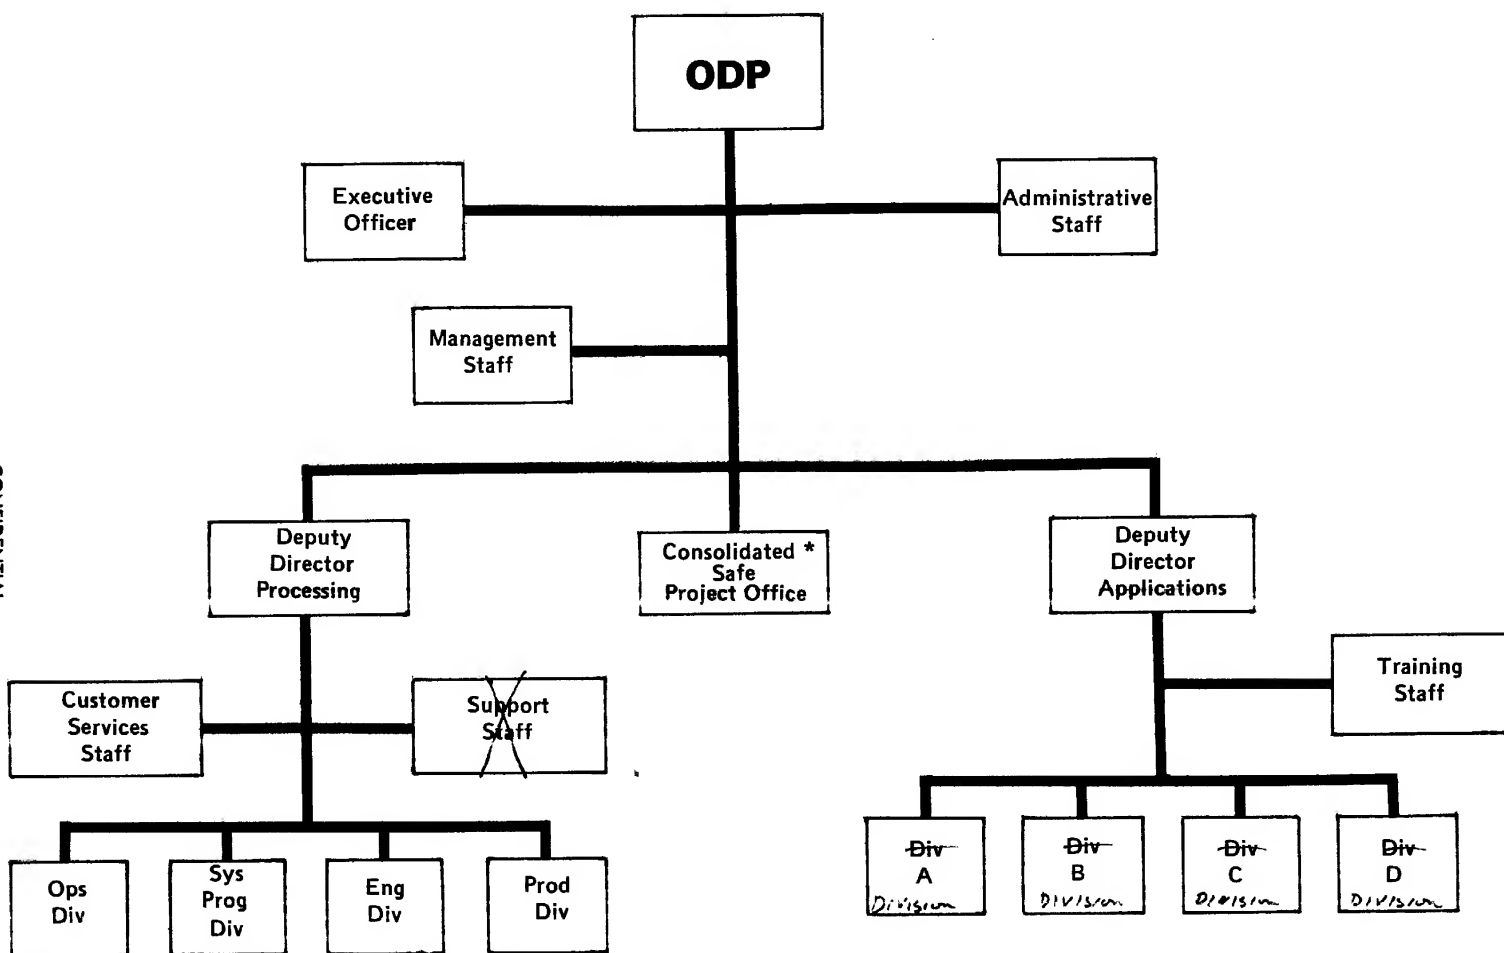 ODP
Executive
Officer
Administrative
Staff
Management
Staff
Deputy
Director
Processing
Consolidated *
Safe
Project Office
Deputy
Director
Applications
Customer
Services
Staff
Support
Staff
Training
Staff
Ops
Div
Sys
Prog
Div
Eng
Div
Prod
Div
Div
A
Division
Div
B
Division
Div
C
Division
Div
D
Division